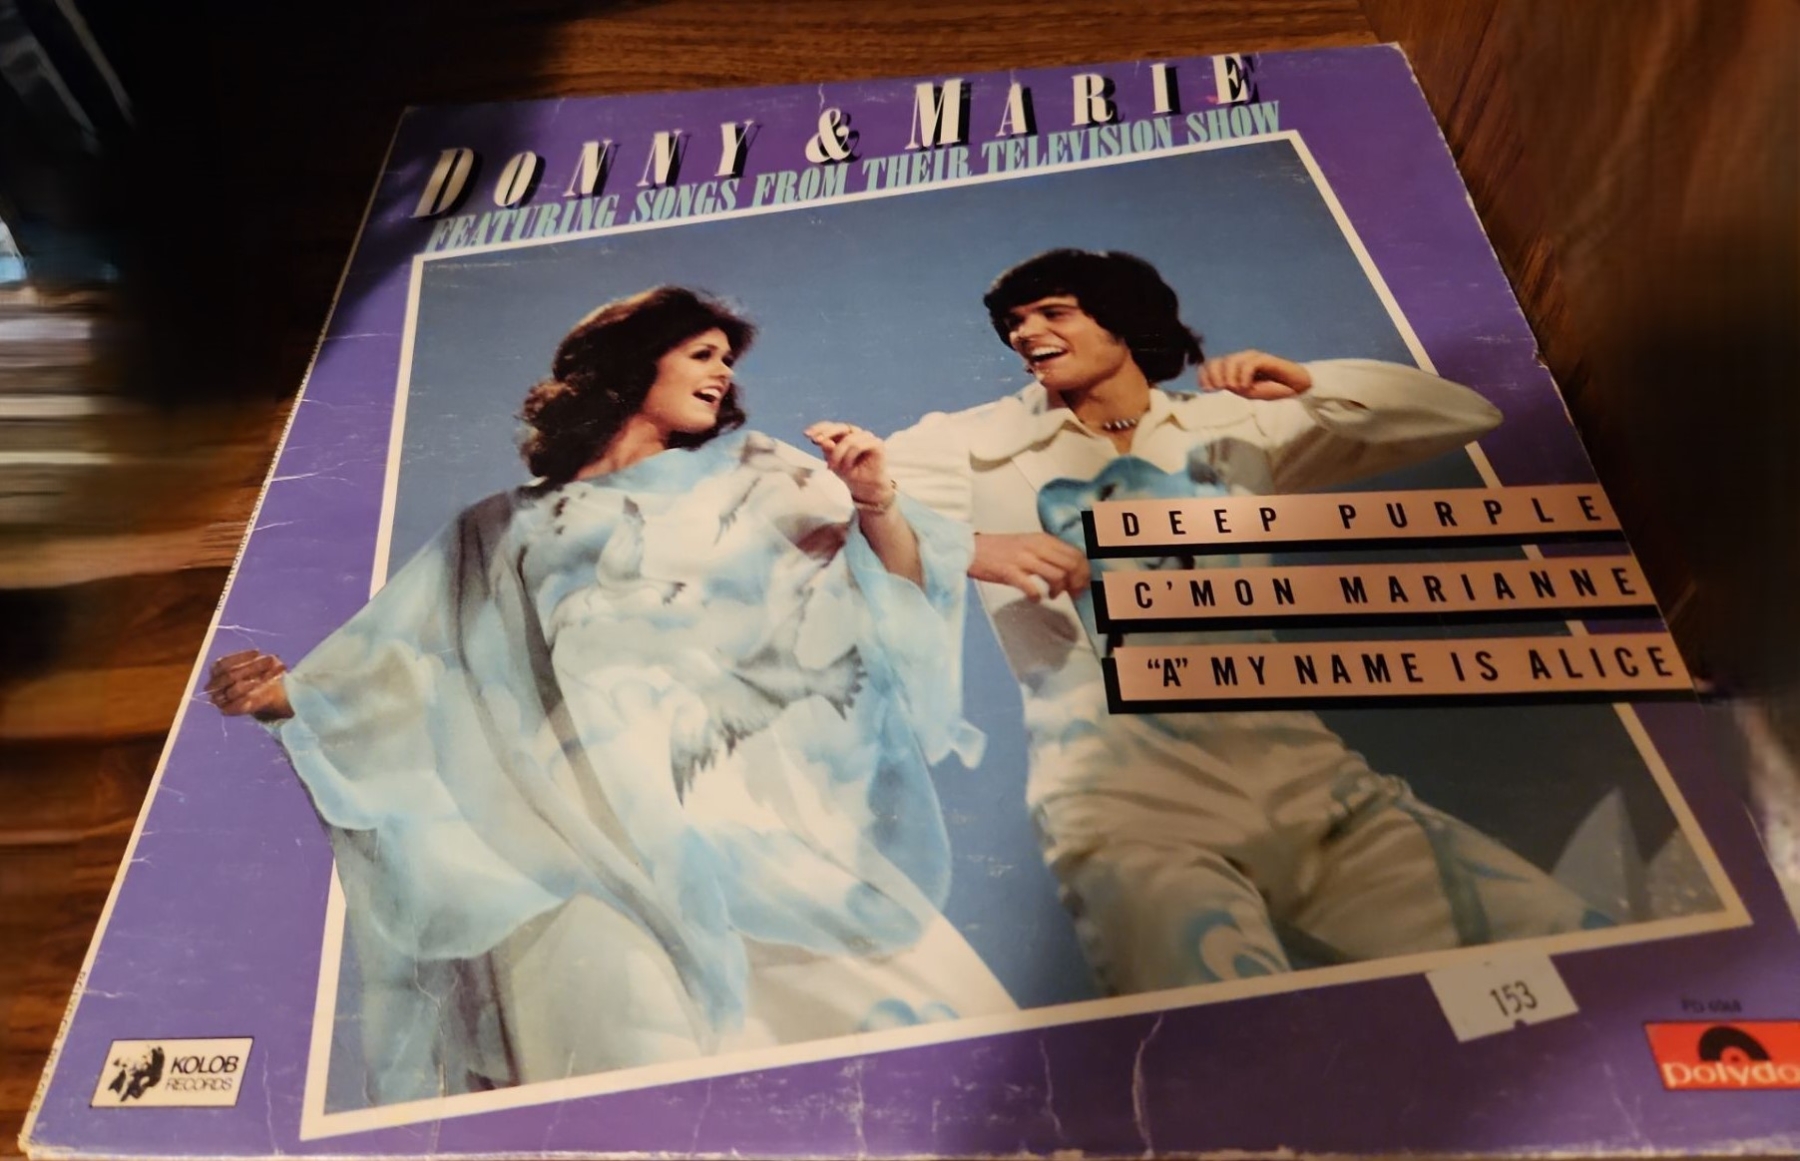 DONNY & MARIE
FEATURING SONGS FROM THEIR TELEVISION SHOW
DEEP PURPLE
C'MON MARIANNE
"A" MY NAME IS ALICE
153
KOLOB
RECORDS
Polydo